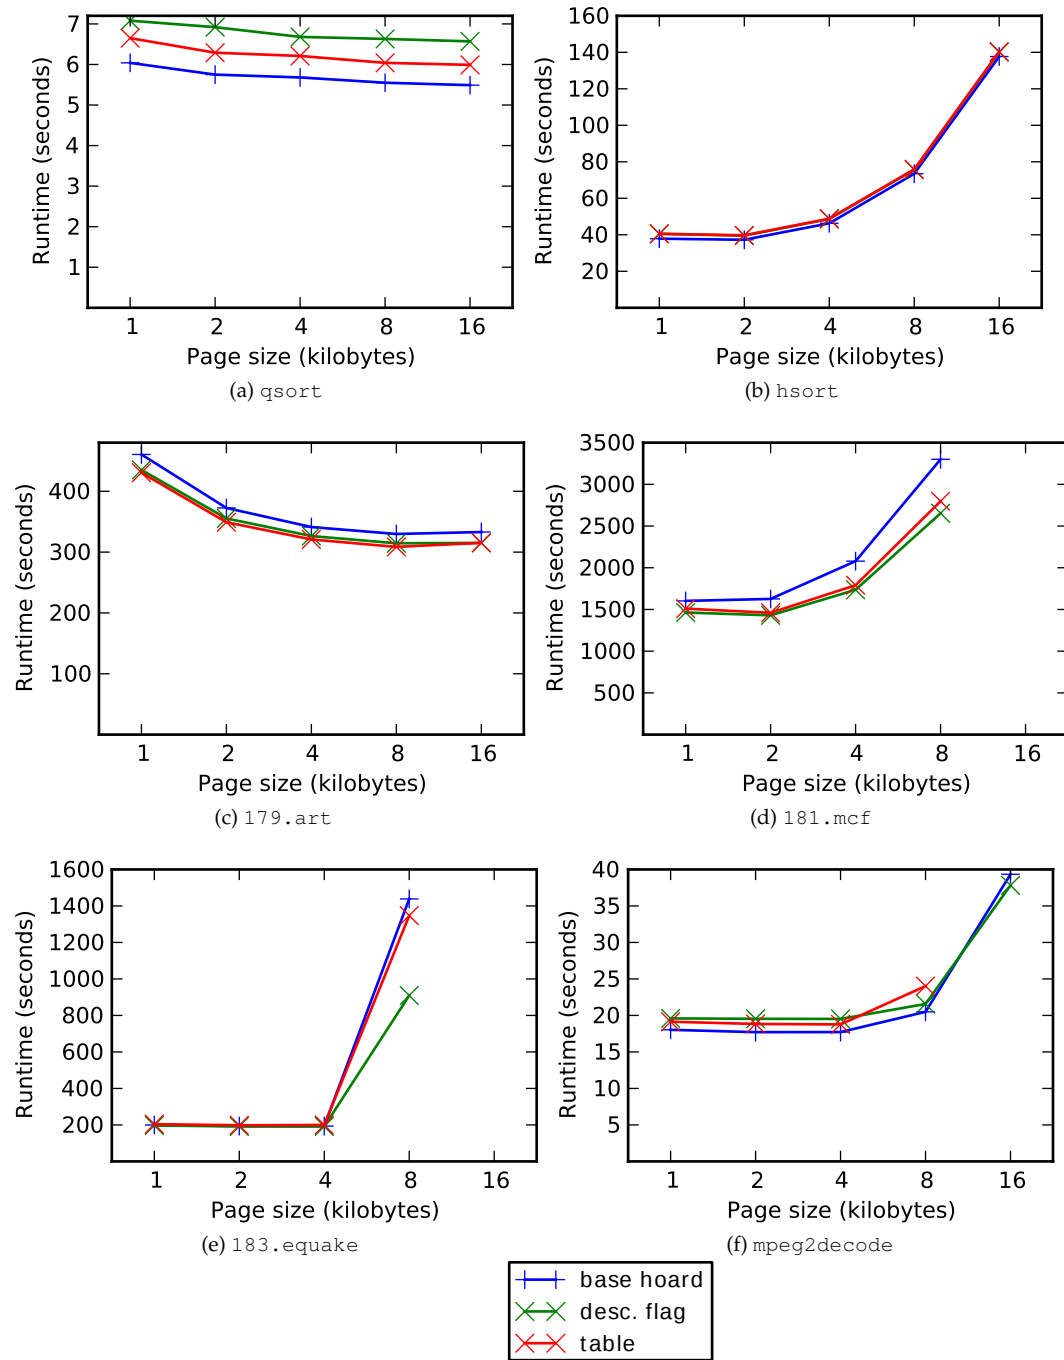 7
6
5
4
3
2
1
Runtime (seconds)
1 2 4 8 16
Page size (kilobytes)
(a) qsort
160
140
120
100
80
60
40
20
Runtime (seconds)
1 2 4 8 16
Page size (kilobytes)
(b) hsort
400
300
200
100
Runtime (seconds)
1 2 4 8 16
Page size (kilobytes)
(c) 179.art
3500
3000
2500
2000
1500
1000
500
Runtime (seconds)
1 2 4 8 16
Page size (kilobytes)
(d) 181.mcf
1600
1400
1200
1000
800
600
400
200
Runtime (seconds)
1 2 4 8 16
Page size (kilobytes)
(e) 183.equake
40
35
30
25
20
15
10
5
Runtime (seconds)
1 2 4 8 16
Page size (kilobytes)
(f) mpeg2decode
base hoard
desc. flag
table